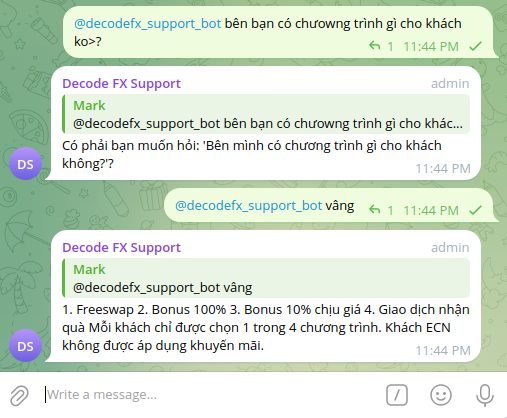 @decodefx_support_bot bên bạn có chươwng trình gì cho khách
ko>?
1 11:44 PM
Decode FX Support admin
Mark
@decodefx_support_bot bên bạn có chươwng trình gì cho khác...
Có phải bạn muốn hỏi: 'Bên mình có chương trình gì cho khách
không?'?
DS
11:44 PM
@decodefx_support_bot vâng 1 11:44 PM
Decode FX Support admin
Mark
@decodefx_support_bot vâng
1. Freeswap 2. Bonus 100% 3. Bonus 10% chịu giá 4. Giao dịch nhận
quà Mỗi khách chỉ được chọn 1 trong 4 chương trình. Khách ECN
không được áp dụng khuyến mãi.
DS
11:44 PM
Write a message...